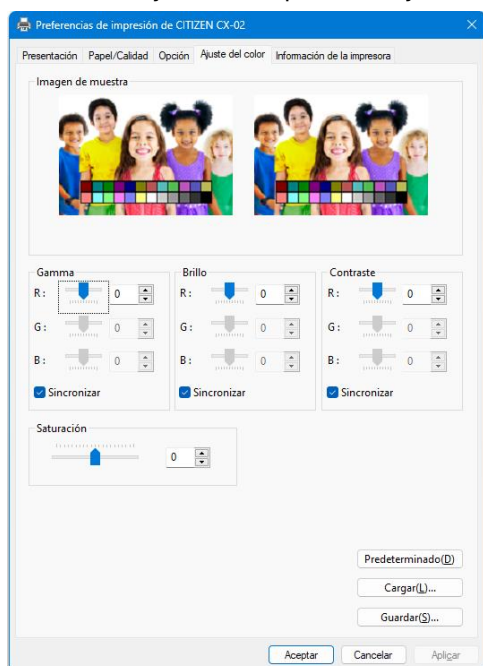 Preferencias de impresión de CITIZEN CX-02
Presentación Papel/Calidad Opción Ajuste del color Información de la impresora
Imagen de muestra
Gamma Brillo Contraste
R: 0 R: 0 R: 0
G: 0 G: 0 G: 0
B: 0 B: 0 B: 0
Sincronizar Sincronizar Sincronizar
Saturación
0
Predeterminado(D)
Cargar(L)...
Guardar(S)...
Aceptar Cancelar Aplicar